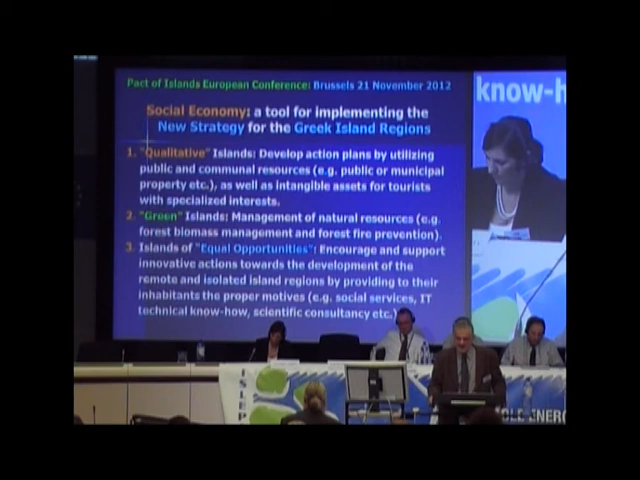 Pact of Islands European Conference: Brussels 21 November 2012
Social Economy: a tool for implementing the
New Strategy for the Greek Island Regions
1. "Qualitative" Islands: Develop action plans by utilizing
public and communal resources (e.g. public or municipal
property etc.), as well as intangible assets for tourists
with specialized interests.
2. "Green" Islands: Management of natural resources (e.g.
forest biomass management and forest fire prevention).
3. Islands of "Equal Opportunities": Encourage and support
innovative actions towards the development of the
remote and isolated island regions by providing to their
inhabitants the proper motives (e.g. social services, IT
technical know-how, scientific consultancy etc.)
know-h
ISLEP
ENERG